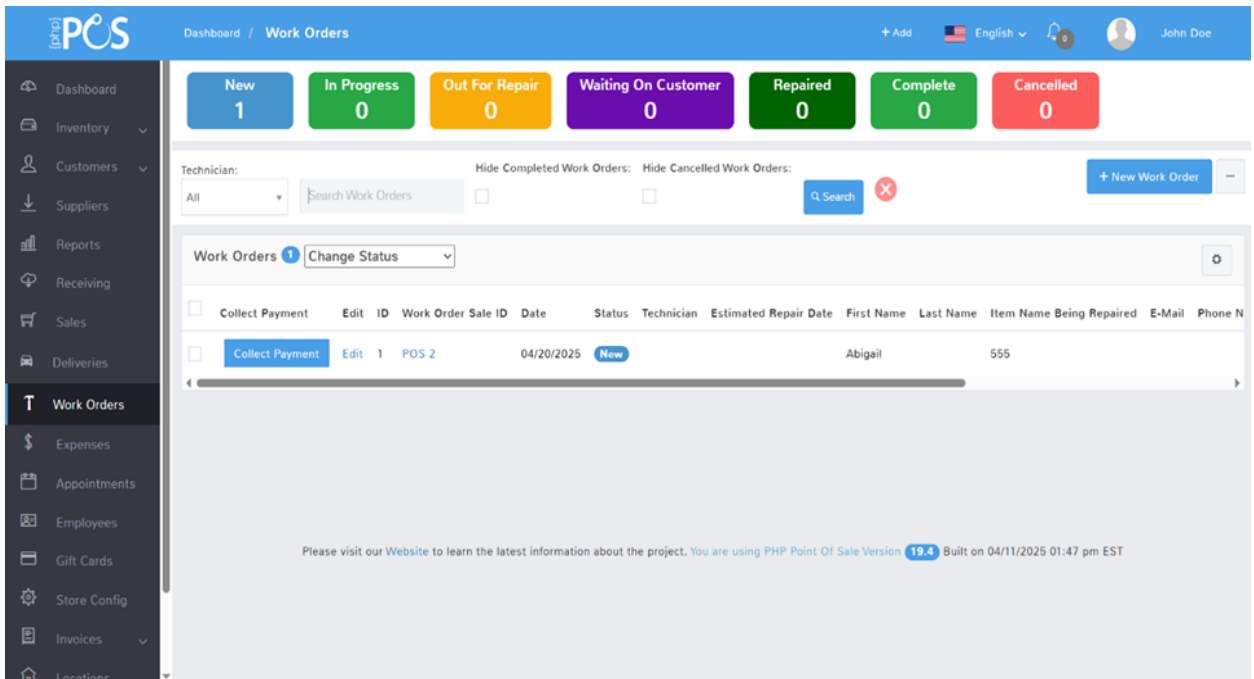 {php} POS
Dashboard / Work Orders
+ Add
English
0
John Doe
Dashboard
Inventory
Customers
Suppliers
Reports
Receiving
Sales
Deliveries
Work Orders
Expenses
Appointments
Employees
Gift Cards
Store Config
Invoices
Locations
New
1
In Progress
0
Out For Repair
0
Waiting On Customer
0
Repaired
0
Complete
0
Cancelled
0
Technician:
All
Search Work Orders
Hide Completed Work Orders:
Hide Cancelled Work Orders:
Search
+ New Work Order
Work Orders 1 Change Status
Collect Payment Edit ID Work Order Sale ID Date Status Technician Estimated Repair Date First Name Last Name Item Name Being Repaired E-Mail Phone N
Collect Payment Edit 1 POS 2 04/20/2025 New Abigail 555
Please visit our Website to learn the latest information about the project. You are using PHP Point Of Sale Version 19.4 Built on 04/11/2025 01:47 pm EST